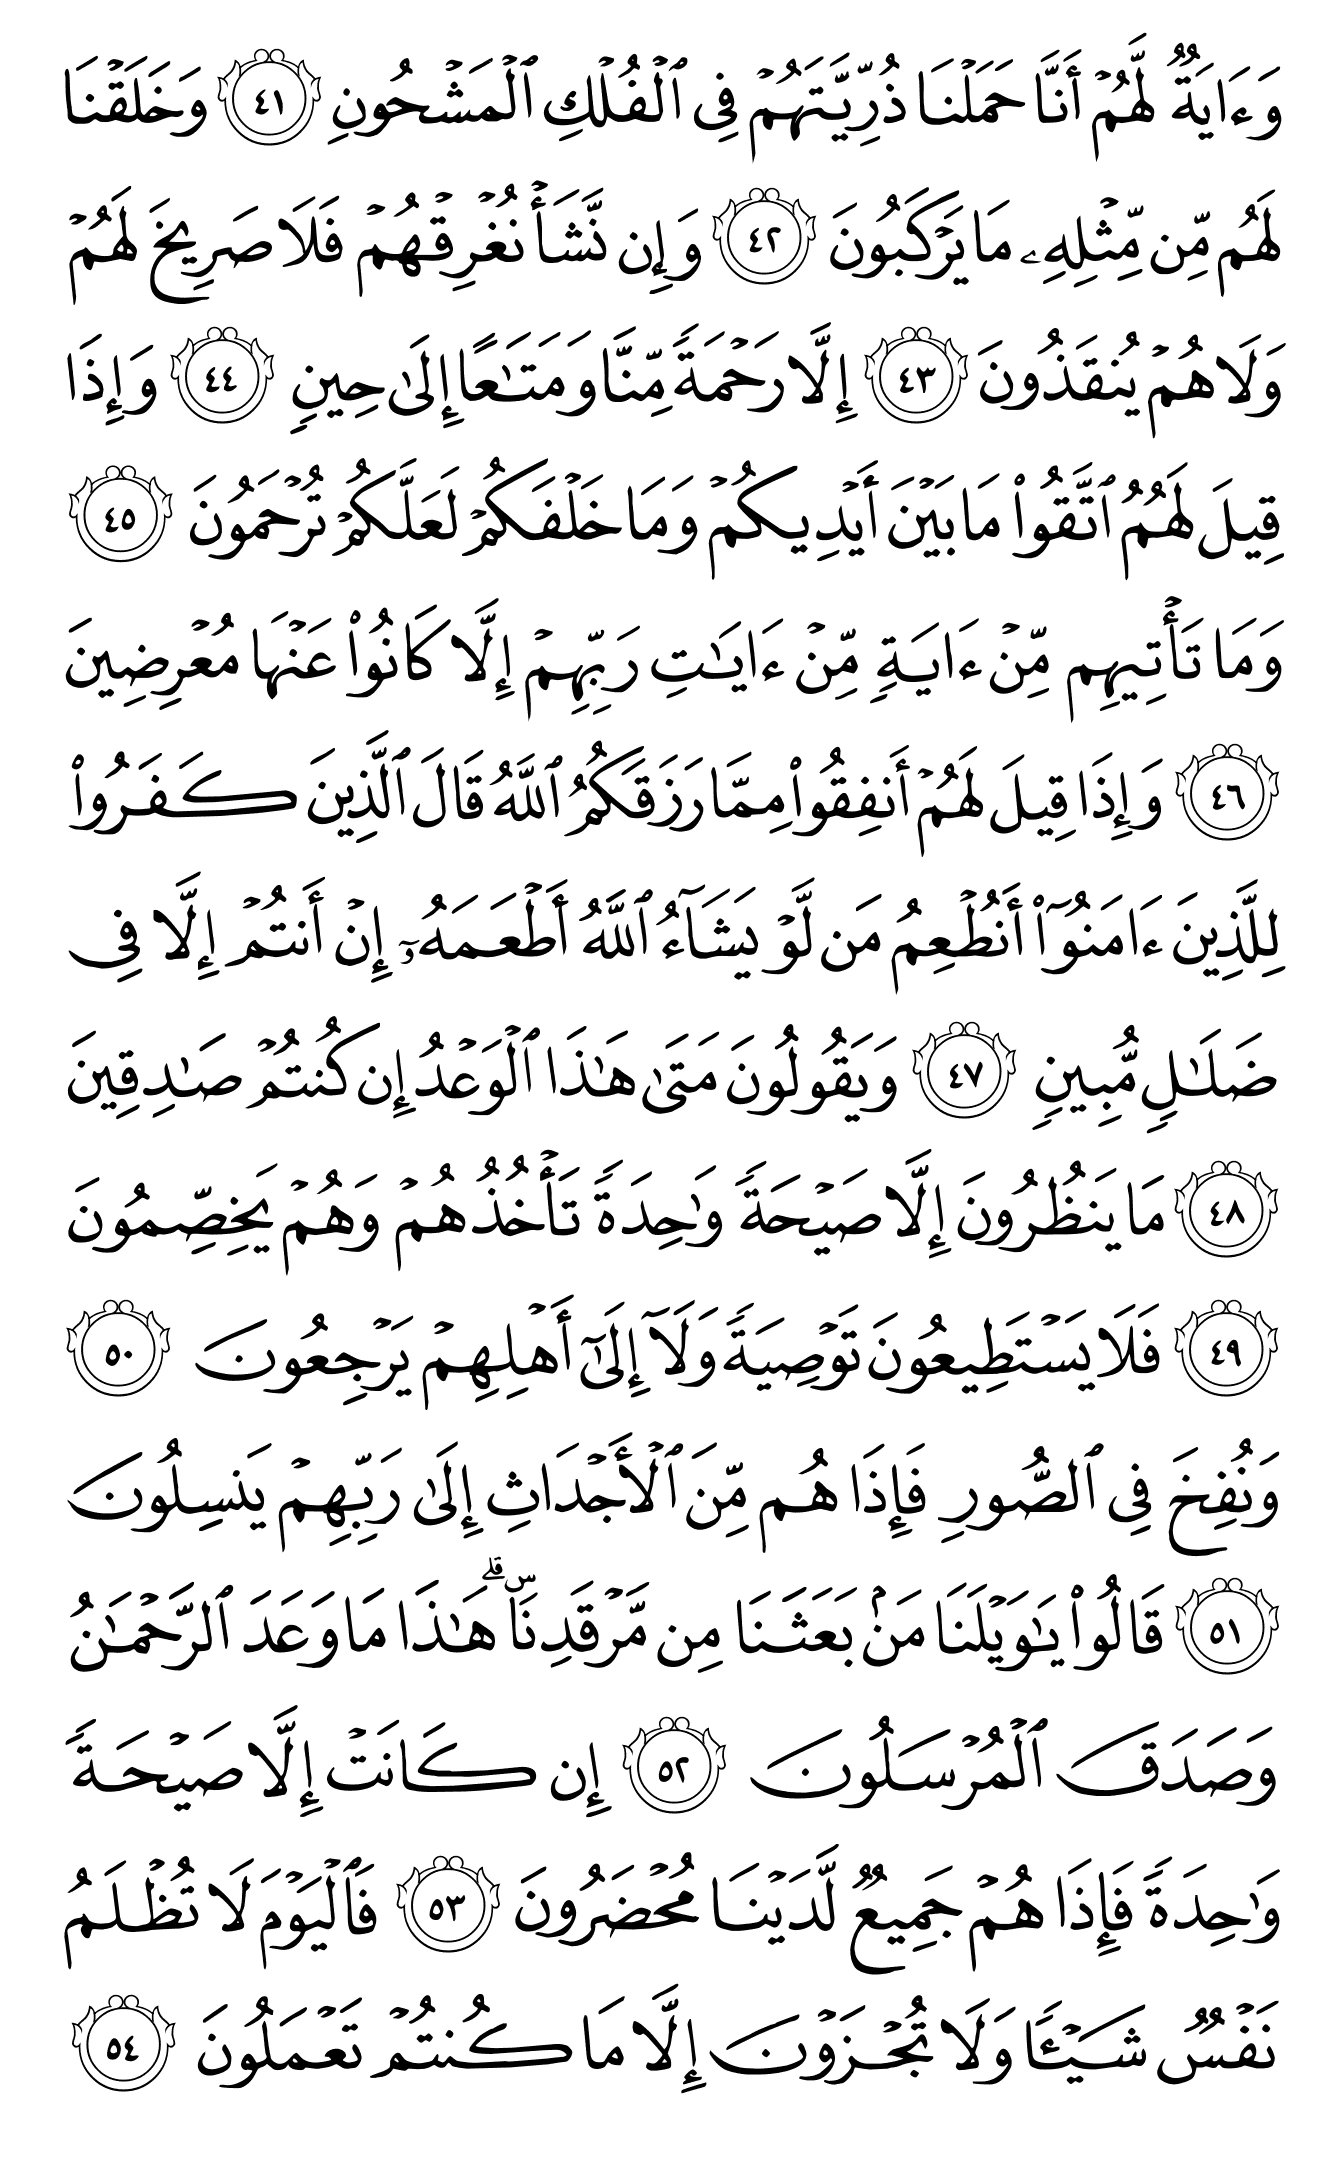 وَءَايَةٌ لَّهُمْ أَنَّا حَمَلْنَا ذُرِّيَّتَهُمْ فِى ٱلْفُلْكِ ٱلْمَشْحُونِ ٤١ وَخَلَقْنَا
لَهُم مِّن مِّثْلِهِۦ مَا يَرْكَبُونَ ٤٢ وَإِن نَّشَأْ نُغْرِقْهُمْ فَلَا صَرِيخَ لَهُمْ
وَلَا هُمْ يُنقَذُونَ ٤٣ إِلَّا رَحْمَةً مِّنَّا وَمَتَـٰعًا إِلَىٰ حِينٍ ٤٤ وَإِذَا
قِيلَ لَهُمُ ٱتَّقُوا۟ مَا بَيْنَ أَيْدِيكُمْ وَمَا خَلْفَكُمْ لَعَلَّكُمْ تُرْحَمُونَ ٤٥
وَمَا تَأْتِيهِم مِّنْ ءَايَةٍ مِّنْ ءَايَـٰتِ رَبِّهِمْ إِلَّا كَانُوا۟ عَنْهَا مُعْرِضِينَ
٤٦ وَإِذَا قِيلَ لَهُمْ أَنفِقُوا۟ مِمَّا رَزَقَكُمُ ٱللَّهُ قَالَ ٱلَّذِينَ كَفَرُوا۟
لِلَّذِينَ ءَامَنُوٓا۟ أَنُطْعِمُ مَن لَّوْ يَشَآءُ ٱللَّهُ أَطْعَمَهُۥٓ إِنْ أَنتُمْ إِلَّا فِى
ضَلَـٰلٍ مُّبِينٍ ٤٧ وَيَقُولُونَ مَتَىٰ هَـٰذَا ٱلْوَعْدُ إِن كُنتُمْ صَـٰدِقِينَ
٤٨ مَا يَنظُرُونَ إِلَّا صَيْحَةً وَٰحِدَةً تَأْخُذُهُمْ وَهُمْ يَخِصِّمُونَ
٤٩ فَلَا يَسْتَطِيعُونَ تَوْصِيَةً وَلَآ إِلَىٰٓ أَهْلِهِمْ يَرْجِعُونَ ٥٠
وَنُفِخَ فِى ٱلصُّورِ فَإِذَا هُم مِّنَ ٱلْأَجْدَاثِ إِلَىٰ رَبِّهِمْ يَنسِلُونَ
٥١ قَالُوا۟ يَـٰوَيْلَنَا مَنۢ بَعَثَنَا مِن مَّرْقَدِنَا ۜ ۗ هَـٰذَا مَا وَعَدَ ٱلرَّحْمَـٰنُ
وَصَدَقَ ٱلْمُرْسَلُونَ ٥٢ إِن كَانَتْ إِلَّا صَيْحَةً
وَٰحِدَةً فَإِذَا هُمْ جَمِيعٌ لَّدَيْنَا مُحْضَرُونَ ٥٣ فَٱلْيَوْمَ لَا تُظْلَمُ
نَفْسٌ شَيْـًٔا وَلَا تُجْزَوْنَ إِلَّا مَا كُنتُمْ تَعْمَلُونَ ٥٤